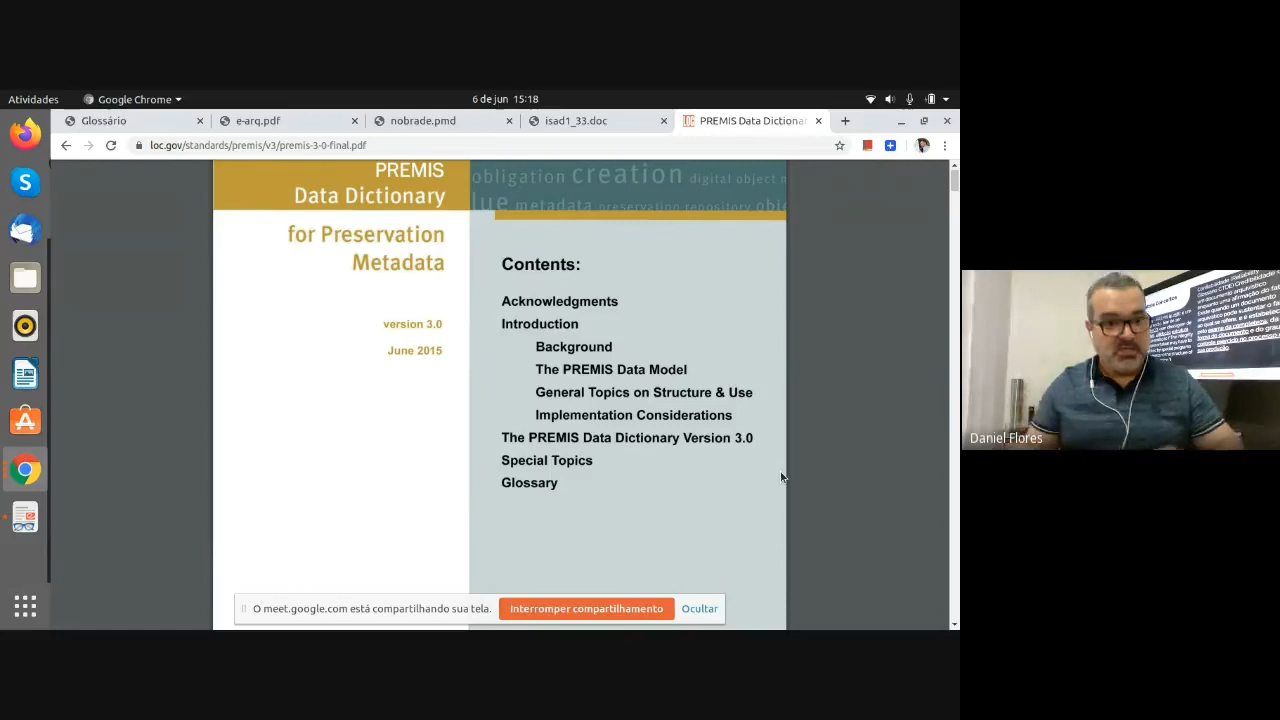 Atividades
Google Chrome
6 de jun 15:18
Glossário
e-arq.pdf
nobrade.pmd
isad1_33.doc
PREMIS Data Dictionar
loc.gov/standards/premis/v3/premis-3-0-final.pdf
PREMIS
Data Dictionary
for Preservation
Metadata
version 3.0
June 2015
obligation creation digital object
metadata preservation repository
Contents:
Acknowledgments
Introduction
Background
The PREMIS Data Model
General Topics on Structure & Use
Implementation Considerations
The PREMIS Data Dictionary Version 3.0
Special Topics
Glossary
O meet.google.com está compartilhando sua tela.
Interromper compartilhamento
Ocultar
Daniel Flores